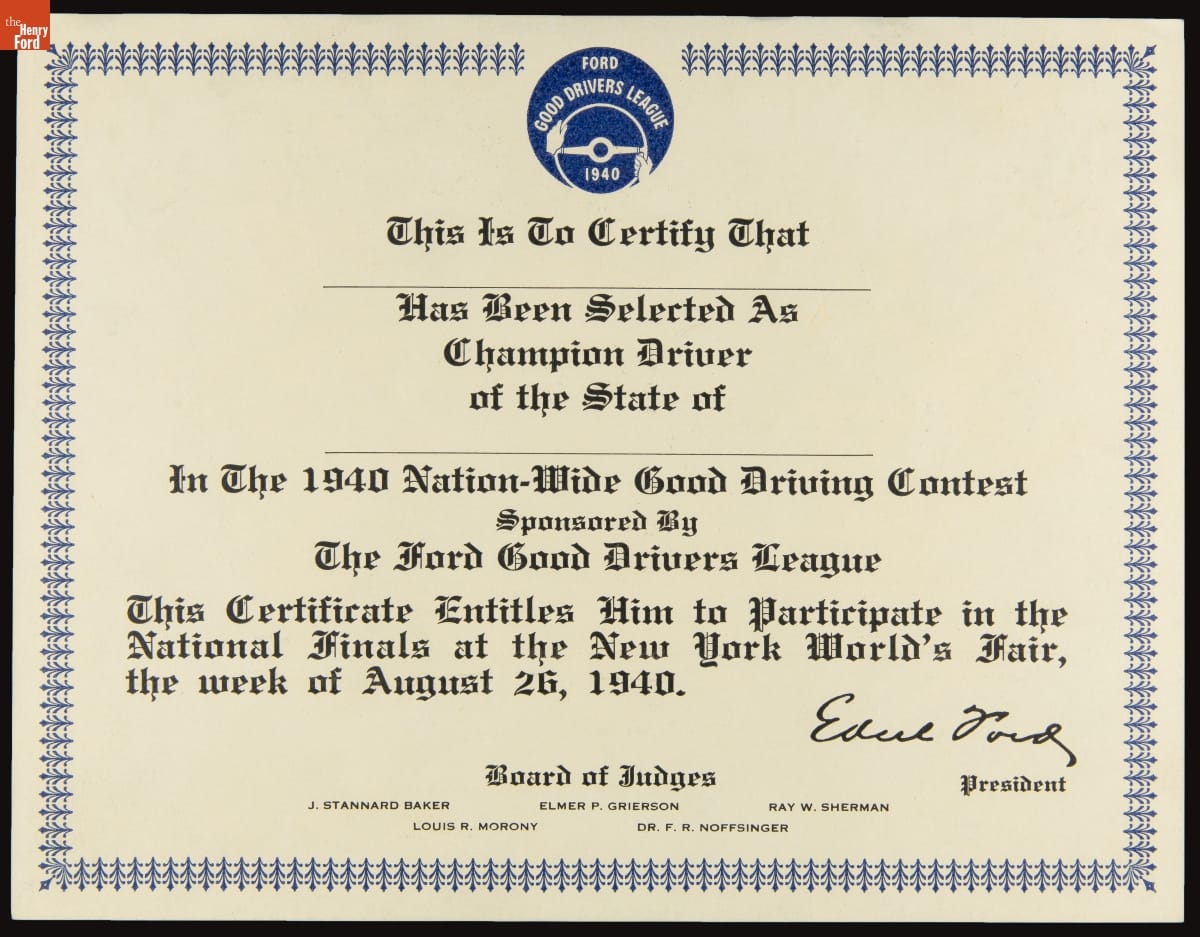 the
Henry
Ford
FORD
GOOD DRIVERS LEAGUE
1940
This Is To Certify That
Has Been Selected As
Champion Driver
of the State of
In The 1940 Nation-Wide Good Driving Contest
Sponsored By
The Ford Good Drivers League
This Certificate Entitles Him to Participate in the
National Finals at the New York World's Fair,
the week of August 26, 1940.
Edsel Ford
Board of Judges
President
J. STANNARD BAKER ELMER P. GRIERSON RAY W. SHERMAN
LOUIS R. MORONY DR. F. R. NOFFSINGER